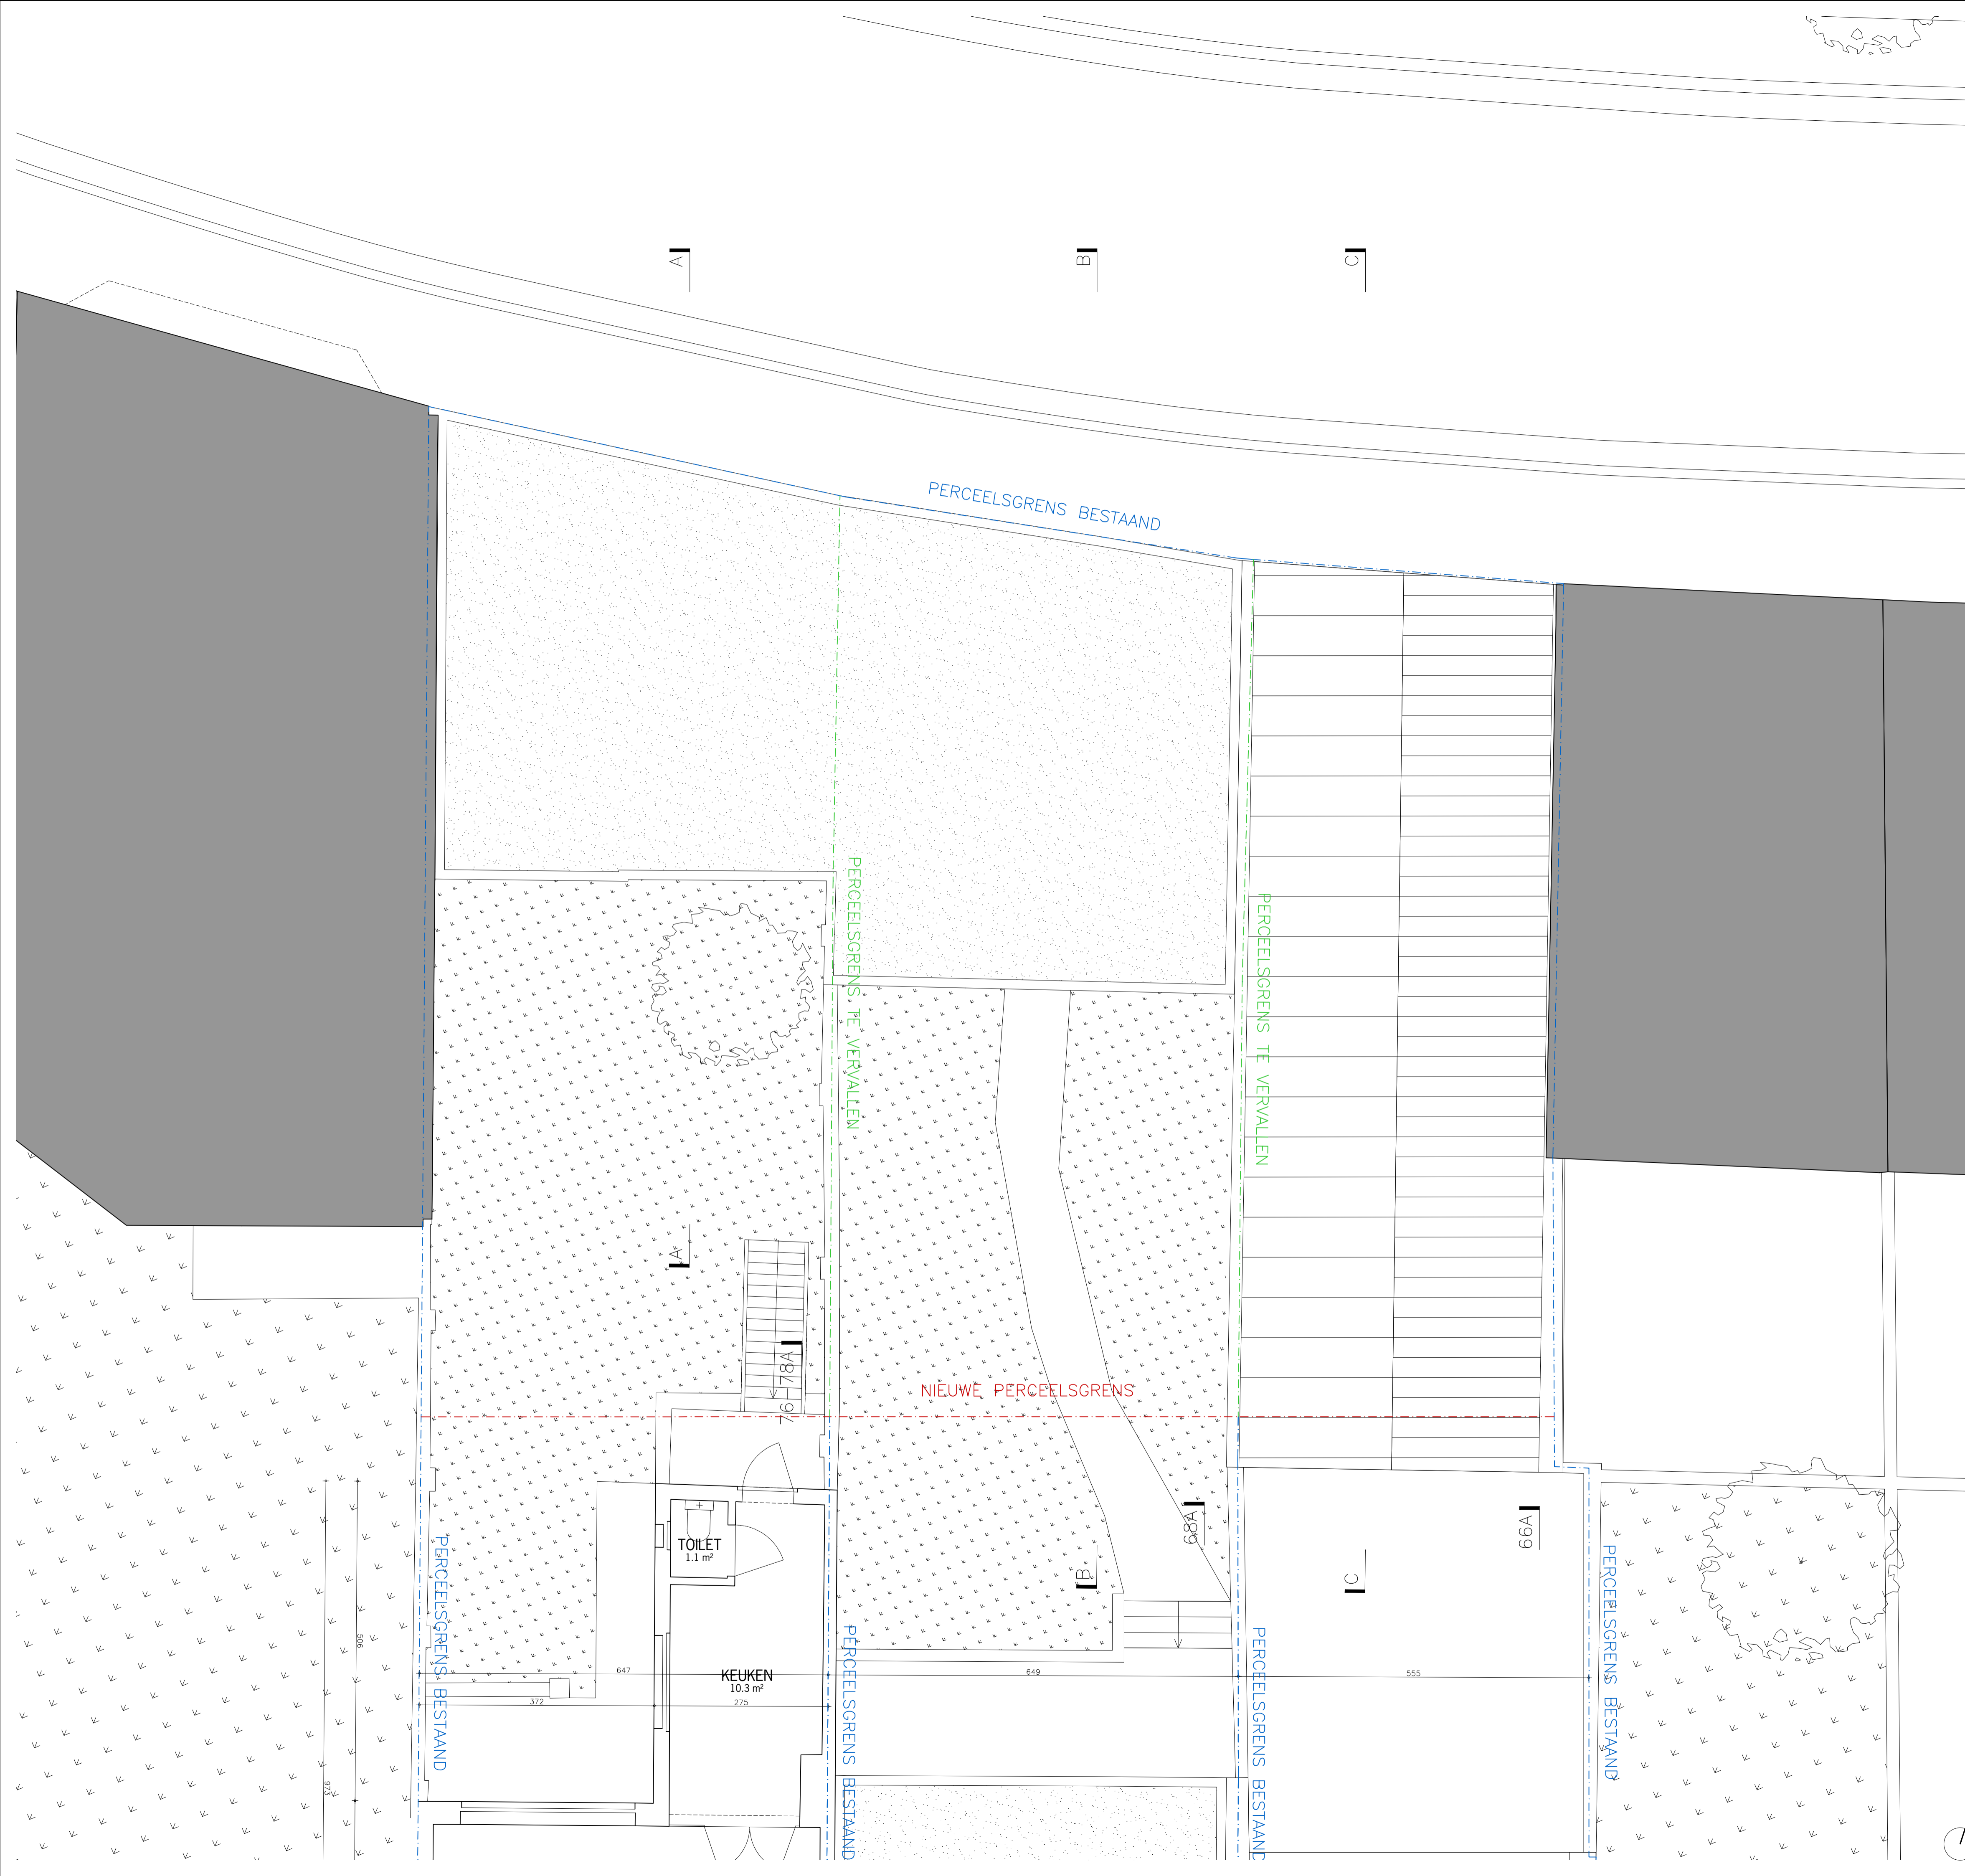 A
B
C
PERCEELSGRENS BESTAAND
PERCEELSGRENS TE VERVALLEN
PERCEELSGRENS TE VERVALLEN
A
76-78A
NIEUWE PERCEELSGRENS
68A
66A
TOILET
1.1 m²
B
C
PERCEELSGRENS BESTAAND
PERCEELSGRENS BESTAAND
PERCEELSGRENS BESTAAND
PERCEELSGRENS BESTAAND
506
647
KEUKEN
10.3 m²
649
555
372
275
973